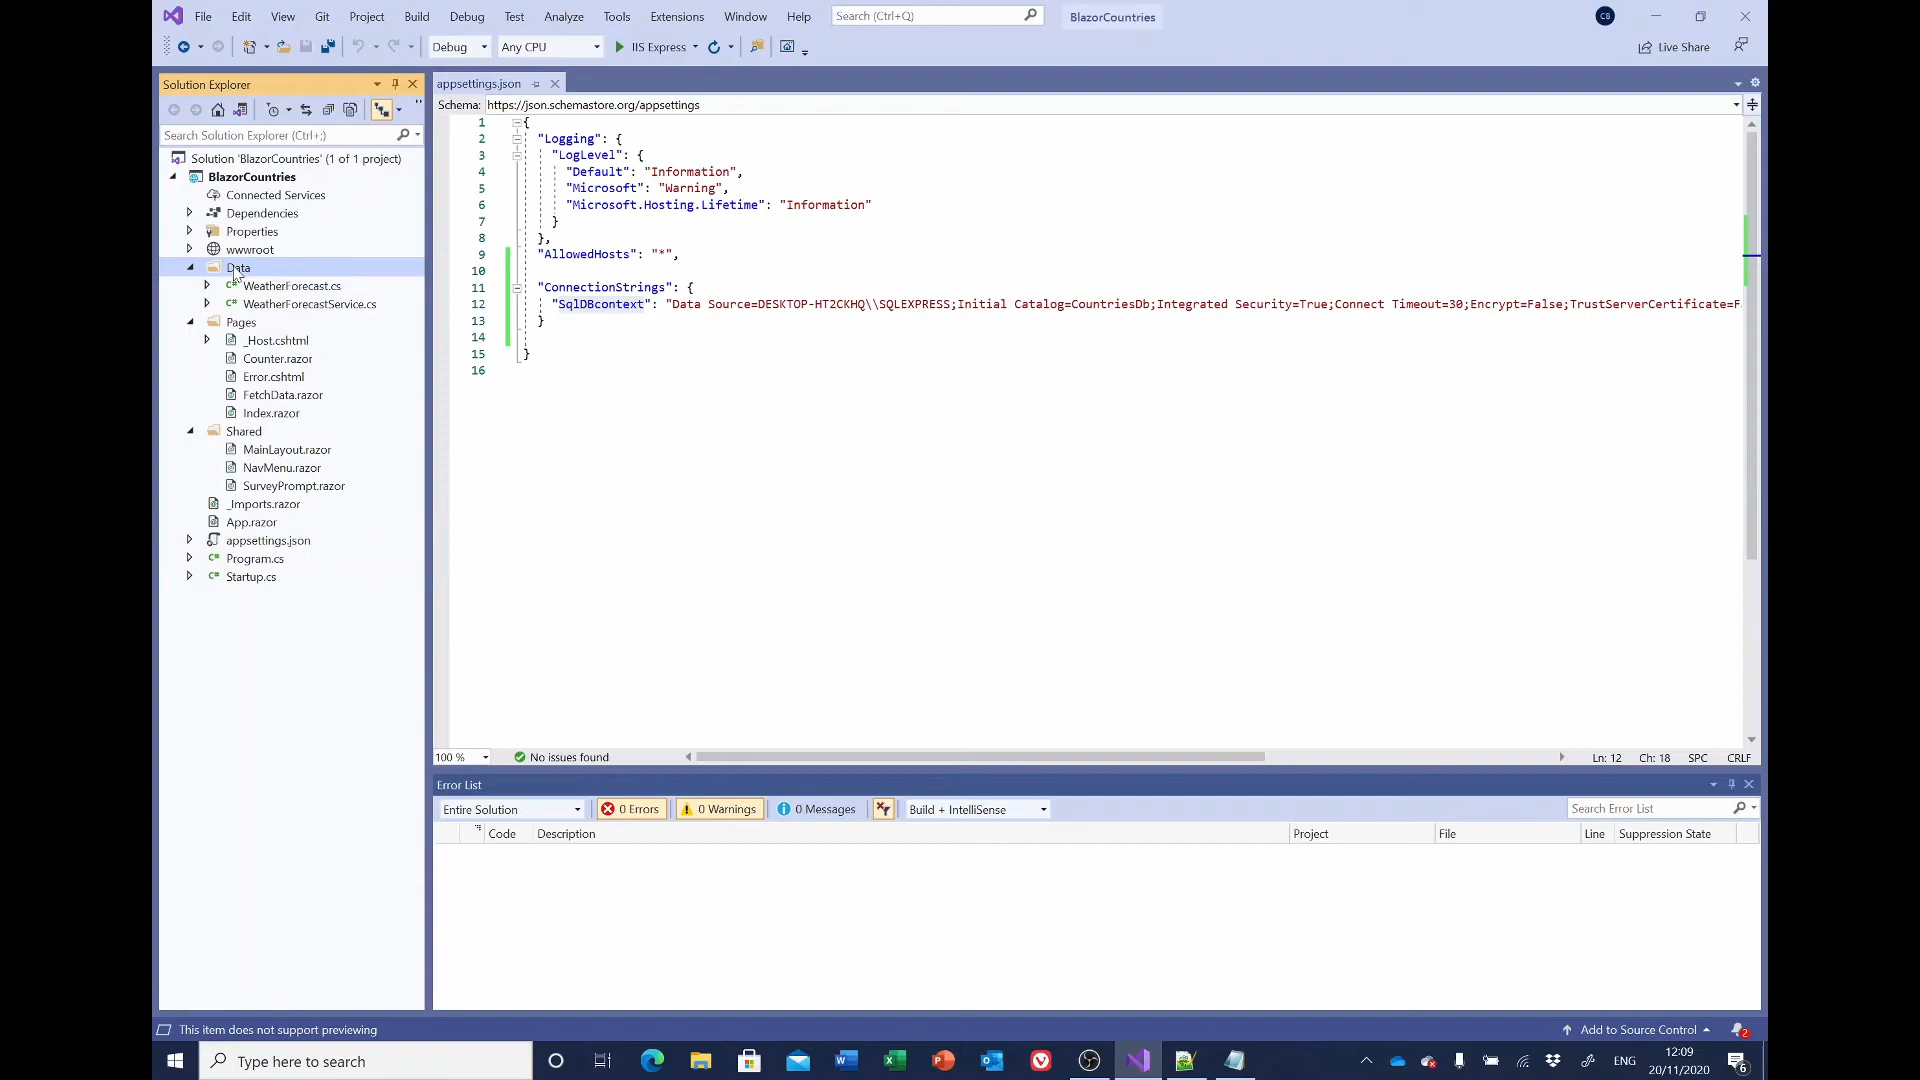 File Edit View Git Project Build Debug Test Analyze Tools Extensions Window Help Search (Ctrl+Q) BlazorCountries CB
Debug Any CPU IIS Express Live Share
Solution Explorer
Search Solution Explorer (Ctrl+;)
Solution 'BlazorCountries' (1 of 1 project)
BlazorCountries
Connected Services
Dependencies
Properties
wwwroot
Data
WeatherForecast.cs
WeatherForecastService.cs
Pages
_Host.cshtml
Counter.razor
Error.cshtml
FetchData.razor
Index.razor
Shared
MainLayout.razor
NavMenu.razor
SurveyPrompt.razor
_Imports.razor
App.razor
appsettings.json
Program.cs
Startup.cs
appsettings.json
Schema: https://json.schemastore.org/appsettings
1 {
2 "Logging": {
3 "LogLevel": {
4 "Default": "Information",
5 "Microsoft": "Warning",
6 "Microsoft.Hosting.Lifetime": "Information"
7 }
8 },
9 "AllowedHosts": "*",
10
11 "ConnectionStrings": {
12 "SqlDBcontext": "Data Source=DESKTOP-HT2CKHQ\\SQLEXPRESS;Initial Catalog=CountriesDb;Integrated Security=True;Connect Timeout=30;Encrypt=False;TrustServerCertificate=F
13 }
14
15 }
16
100 % No issues found Ln: 12 Ch: 18 SPC CRLF
Error List
Entire Solution 0 Errors 0 Warnings 0 Messages Build + IntelliSense Search Error List
Code Description Project File Line Suppression State
This item does not support previewing Add to Source Control 2
Type here to search ENG 12:09
20/11/2020 6